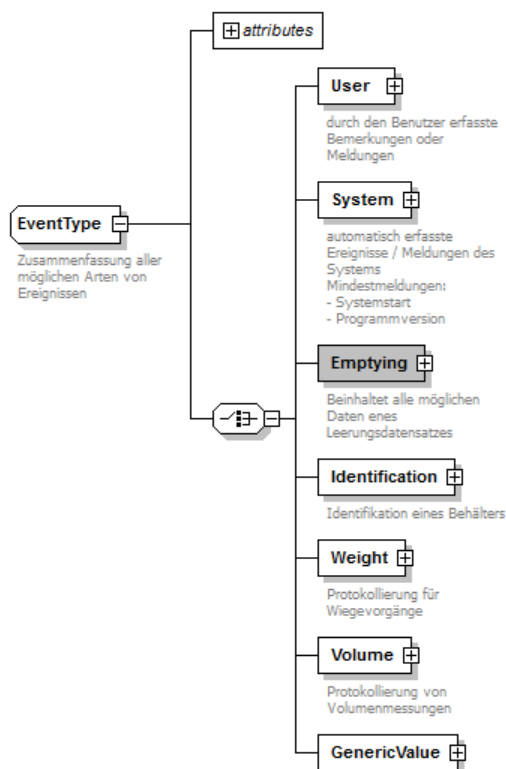 attributes
User
durch den Benutzer erfasste
Bemerkungen oder
Meldungen
System
automatisch erfasste
Ereignisse / Meldungen des
Systems
Mindestmeldungen:
- Systemstart
- Programmversion
EventType
Zusammenfassung aller
möglichen Arten von
Ereignissen
Emptying
Beinhaltet alle möglichen
Daten enes
Leerungsdatensatzes
Identification
Identifikation eines Behälters
Weight
Protokollierung für
Wiegevorgänge
Volume
Protokollierung von
Volumenmessungen
GenericValue